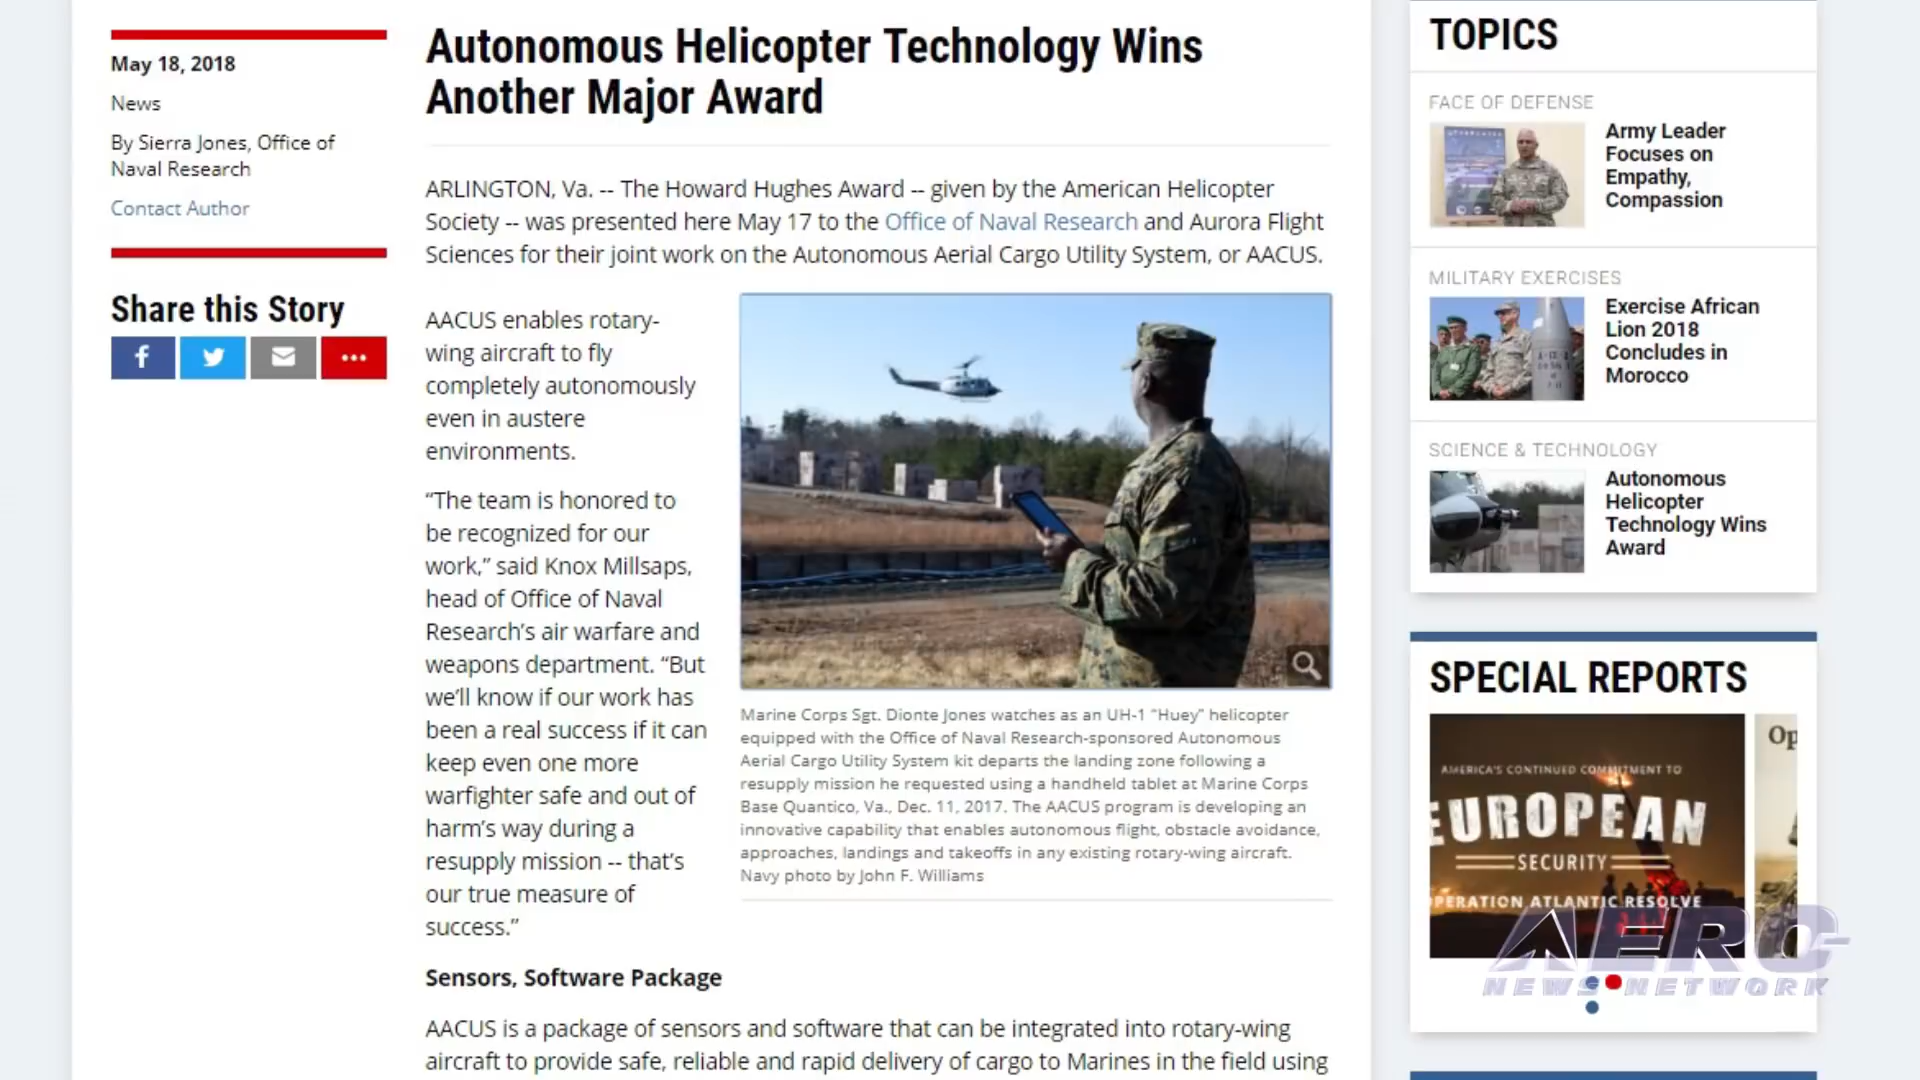 May 18, 2018
News
By Sierra Jones, Office of
Naval Research
Contact Author
Share this Story
Autonomous Helicopter Technology Wins
Another Major Award
ARLINGTON, Va. -- The Howard Hughes Award -- given by the American Helicopter
Society -- was presented here May 17 to the Office of Naval Research and Aurora Flight
Sciences for their joint work on the Autonomous Aerial Cargo Utility System, or AACUS.
AACUS enables rotary-
wing aircraft to fly
completely autonomously
even in austere
environments.
“The team is honored to
be recognized for our
work,” said Knox Millsaps,
head of Office of Naval
Research’s air warfare and
weapons department. “But
we’ll know if our work has
been a real success if it can
keep even one more
warfighter safe and out of
harm’s way during a
resupply mission -- that’s
our true measure of
success.”
Marine Corps Sgt. Dionte Jones watches as an UH-1 “Huey” helicopter
equipped with the Office of Naval Research-sponsored Autonomous
Aerial Cargo Utility System kit departs the landing zone following a
resupply mission he requested using a handheld tablet at Marine Corps
Base Quantico, Va., Dec. 11, 2017. The AACUS program is developing an
innovative capability that enables autonomous flight, obstacle avoidance,
approaches, landings and takeoffs in any existing rotary-wing aircraft.
Navy photo by John F. Williams
Sensors, Software Package
AACUS is a package of sensors and software that can be integrated into rotary-wing
aircraft to provide safe, reliable and rapid delivery of cargo to Marines in the field using
TOPICS
FACE OF DEFENSE
Army Leader
Focuses on
Empathy,
Compassion
MILITARY EXERCISES
Exercise African
Lion 2018
Concludes in
Morocco
SCIENCE & TECHNOLOGY
Autonomous
Helicopter
Technology Wins
Award
SPECIAL REPORTS
AMERICA'S CONTINUED COMMITMENT TO
EUROPEAN
SECURITY
OPERATION ATLANTIC RESOLVE
Op
AERO
NEWS NETWORK